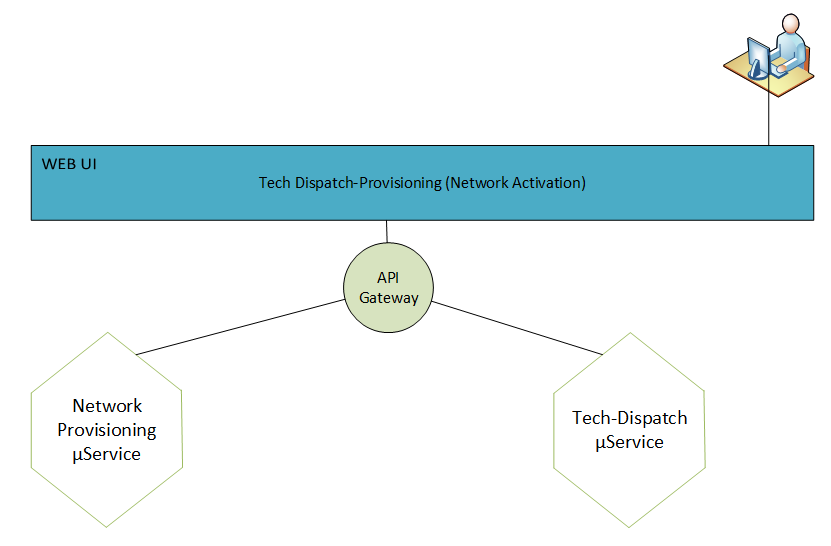 WEB UI
Tech Dispatch-Provisioning (Network Activation)
API
Gateway
Network
Provisioning
µService
Tech-Dispatch
µService